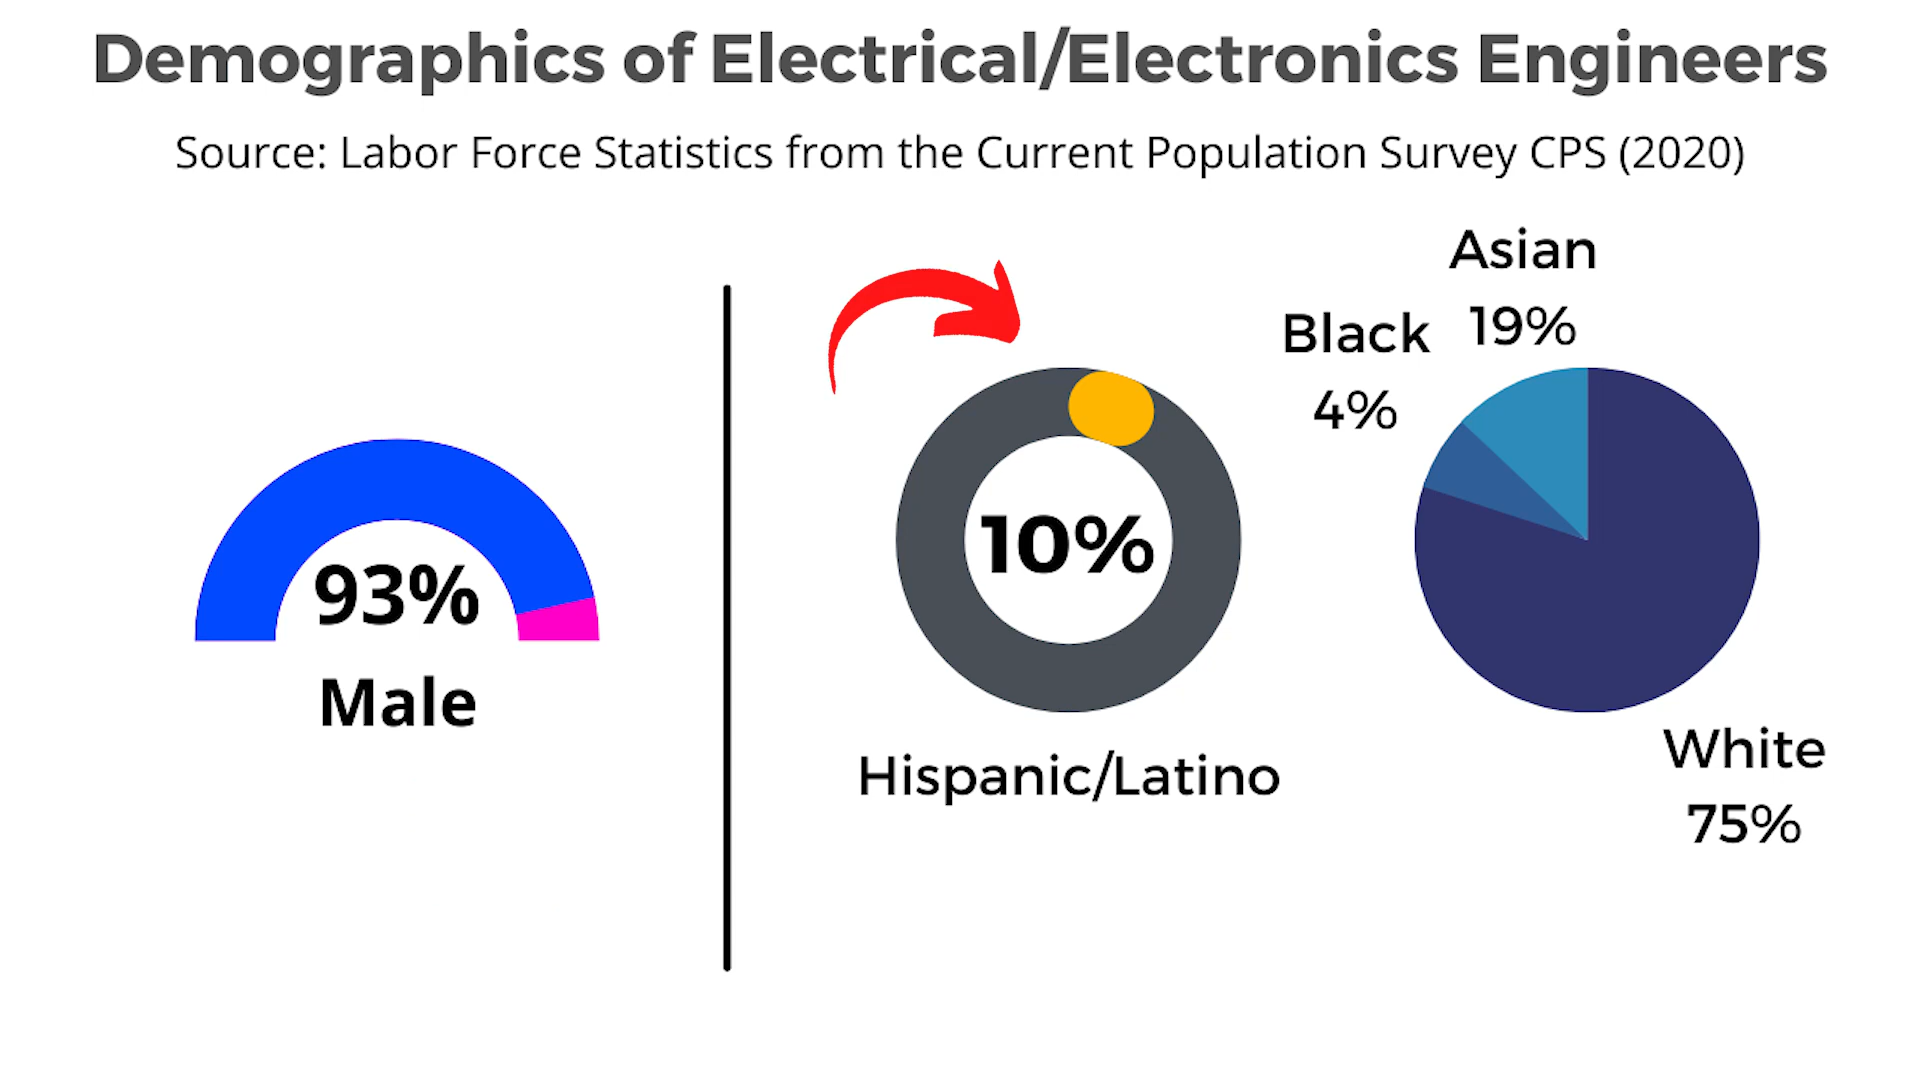 Demographics of Electrical/Electronics Engineers
Source: Labor Force Statistics from the Current Population Survey CPS (2020)
93%
Male
10%
Hispanic/Latino
Asian
19%
Black
4%
White
75%